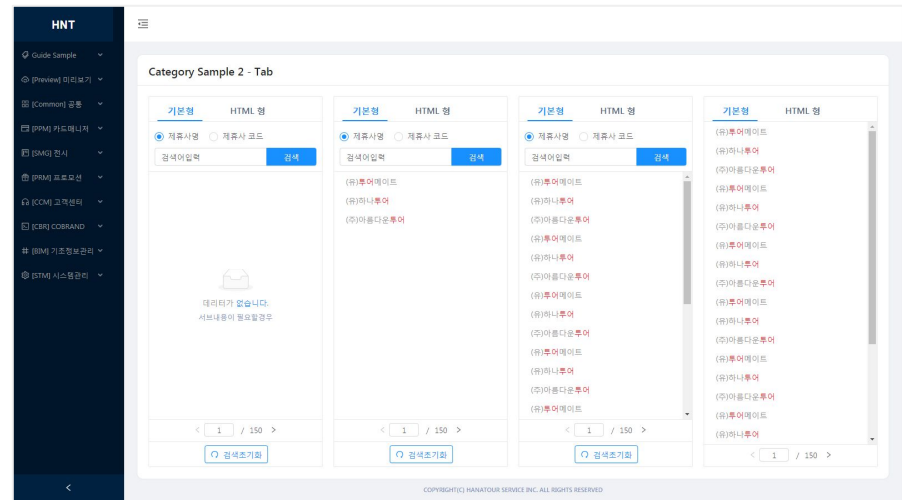 HNT
Guide Sample
[Preview] 미리보기
[Common] 공통
[PPM] 카드매니저
[SMG] 전시
[PRM] 프로모션
[CCM] 고객센터
[CBR] COBRAND
[BIM] 기초정보관리
[STM] 시스템관리
Category Sample 2 - Tab
기본형 HTML 형
제휴사명 제휴사 코드
검색어입력 검색
데리터가 없습니다.
서브내용이 필요할경우
< 1 / 150 >
검색초기화
기본형 HTML 형
제휴사명 제휴사 코드
검색어입력 검색
(유)투어메이트
(유)하나투어
(주)아름다운투어
< 1 / 150 >
검색초기화
기본형 HTML 형
제휴사명 제휴사 코드
검색어입력 검색
(유)투어메이트
(유)하나투어
(주)아름다운투어
(유)투어메이트
(유)하나투어
(주)아름다운투어
(유)투어메이트
(유)하나투어
(주)아름다운투어
(유)투어메이트
(유)하나투어
(주)아름다운투어
(유)투어메이트
< 1 / 150 >
검색초기화
기본형 HTML 형
(유)투어메이트
(유)하나투어
(주)아름다운투어
(유)투어메이트
(유)하나투어
(주)아름다운투어
(유)투어메이트
(유)하나투어
(주)아름다운투어
(유)투어메이트
(유)하나투어
(주)아름다운투어
(유)투어메이트
(유)하나투어
(주)아름다운투어
(유)투어메이트
(유)하나투어
< 1 / 150 >
COPYRIGHT(C) HANATOUR SERVICE INC. ALL RIGHTS RESERVED